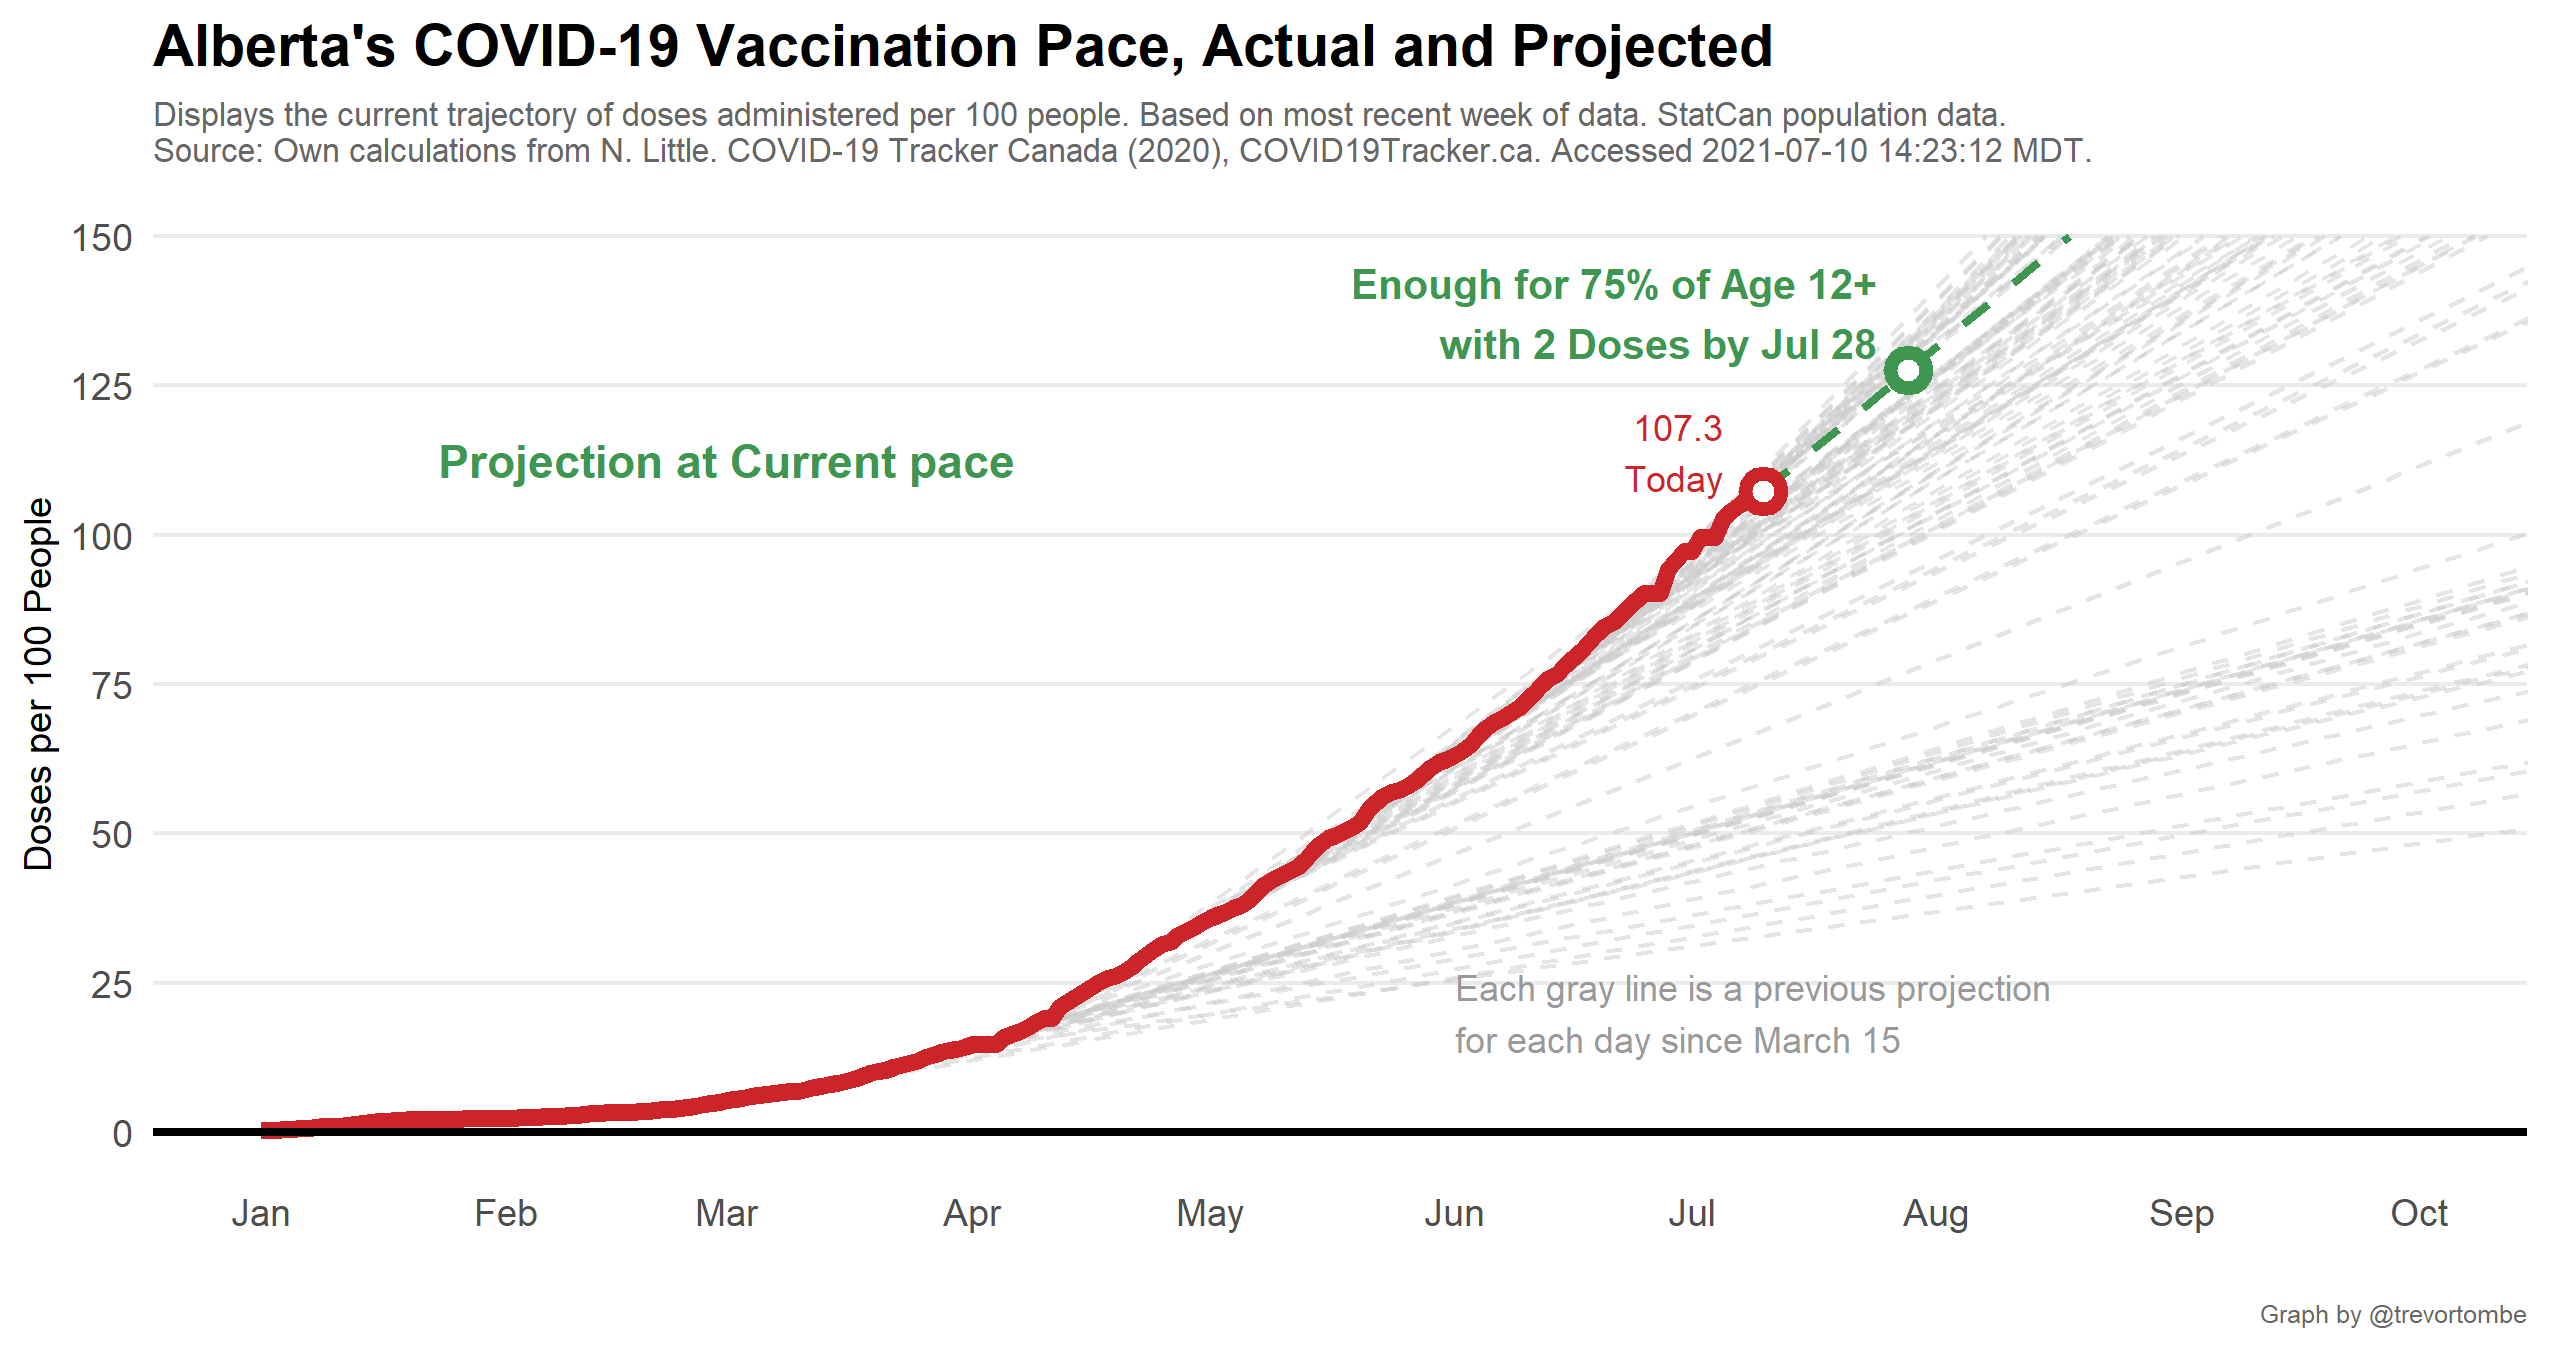 Alberta's COVID-19 Vaccination Pace, Actual and Projected
Displays the current trajectory of doses administered per 100 people. Based on most recent week of data. StatCan population data.
Source: Own calculations from N. Little. COVID-19 Tracker Canada (2020), COVID19Tracker.ca. Accessed 2021-07-10 14:23:12 MDT.
Doses per 100 People
150
125
100
75
50
25
0
Enough for 75% of Age 12+
with 2 Doses by Jul 28
107.3
Today
Projection at Current pace
Each gray line is a previous projection
for each day since March 15
Jan Feb Mar Apr May Jun Jul Aug Sep Oct
Graph by @trevortombe